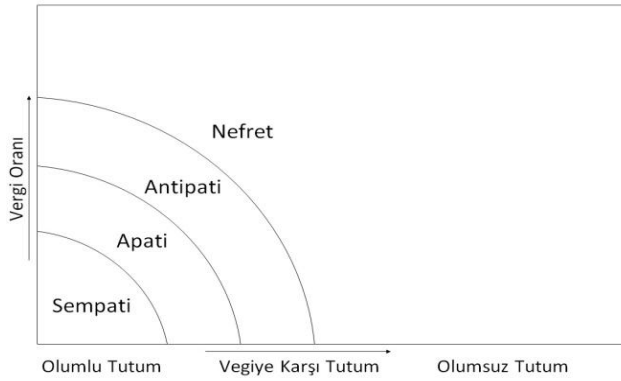 Nefret
Antipati
Apati
Sempati
Vergi Oranı
Olumlu Tutum
Vegiye Karşı Tutum
Olumsuz Tutum